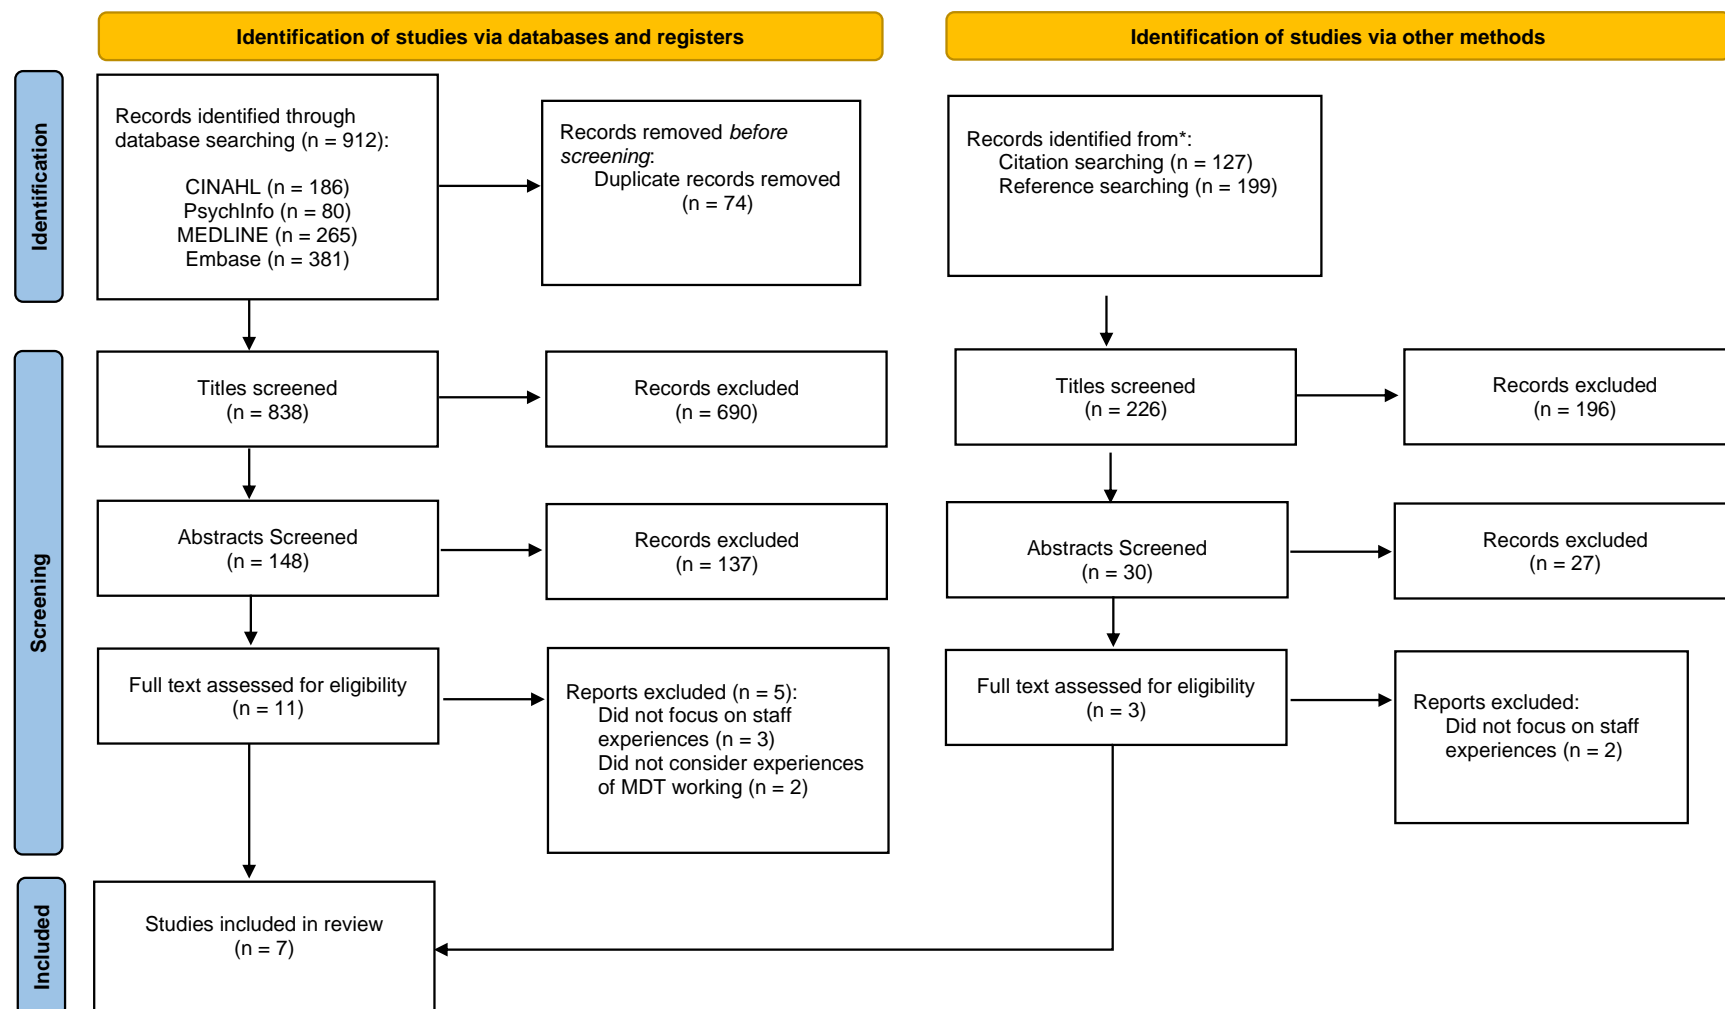 Identification of studies via databases and registers
Identification of studies via other methods
Identification
Records identified through
database searching (n = 912):
CINAHL (n = 186)
PsychInfo (n = 80)
MEDLINE (n = 265)
Embase (n = 381)
Records removed before
screening:
Duplicate records removed
(n = 74)
Records identified from*:
Citation searching (n = 127)
Reference searching (n = 199)
Screening
Titles screened
(n = 838)
Records excluded
(n = 690)
Titles screened
(n = 226)
Records excluded
(n = 196)
Abstracts Screened
(n = 148)
Records excluded
(n = 137)
Abstracts Screened
(n = 30)
Records excluded
(n = 27)
Full text assessed for eligibility
(n = 11)
Reports excluded (n = 5):
Did not focus on staff
experiences (n = 3)
Did not consider experiences
of MDT working (n = 2)
Full text assessed for eligibility
(n = 3)
Reports excluded:
Did not focus on staff
experiences (n = 2)
Included
Studies included in review
(n = 7)